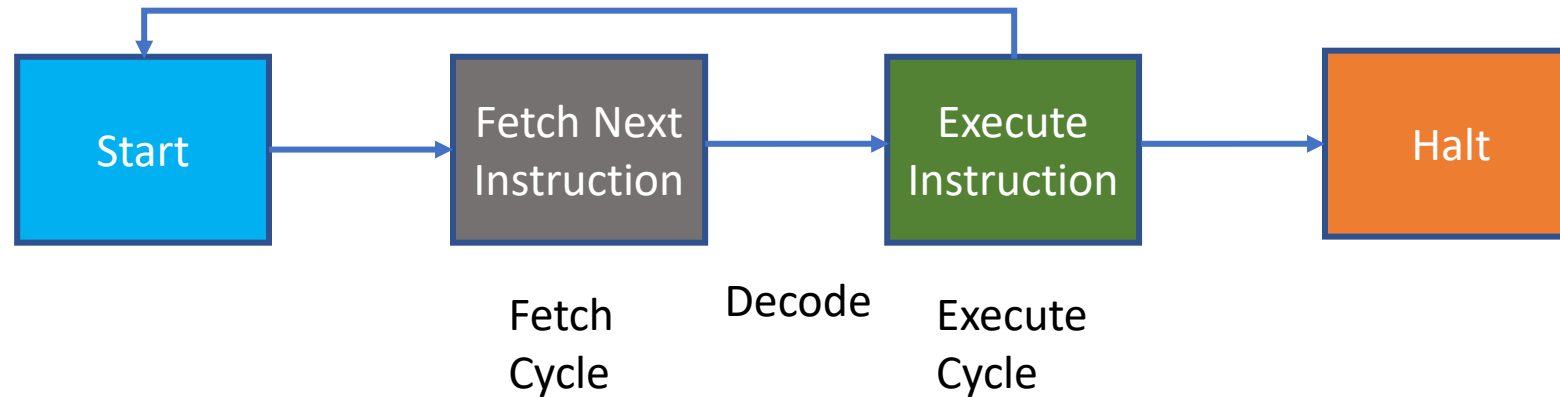 Start
Fetch Next
Instruction
Execute
Instruction
Halt
Fetch
Cycle
Decode
Execute
Cycle